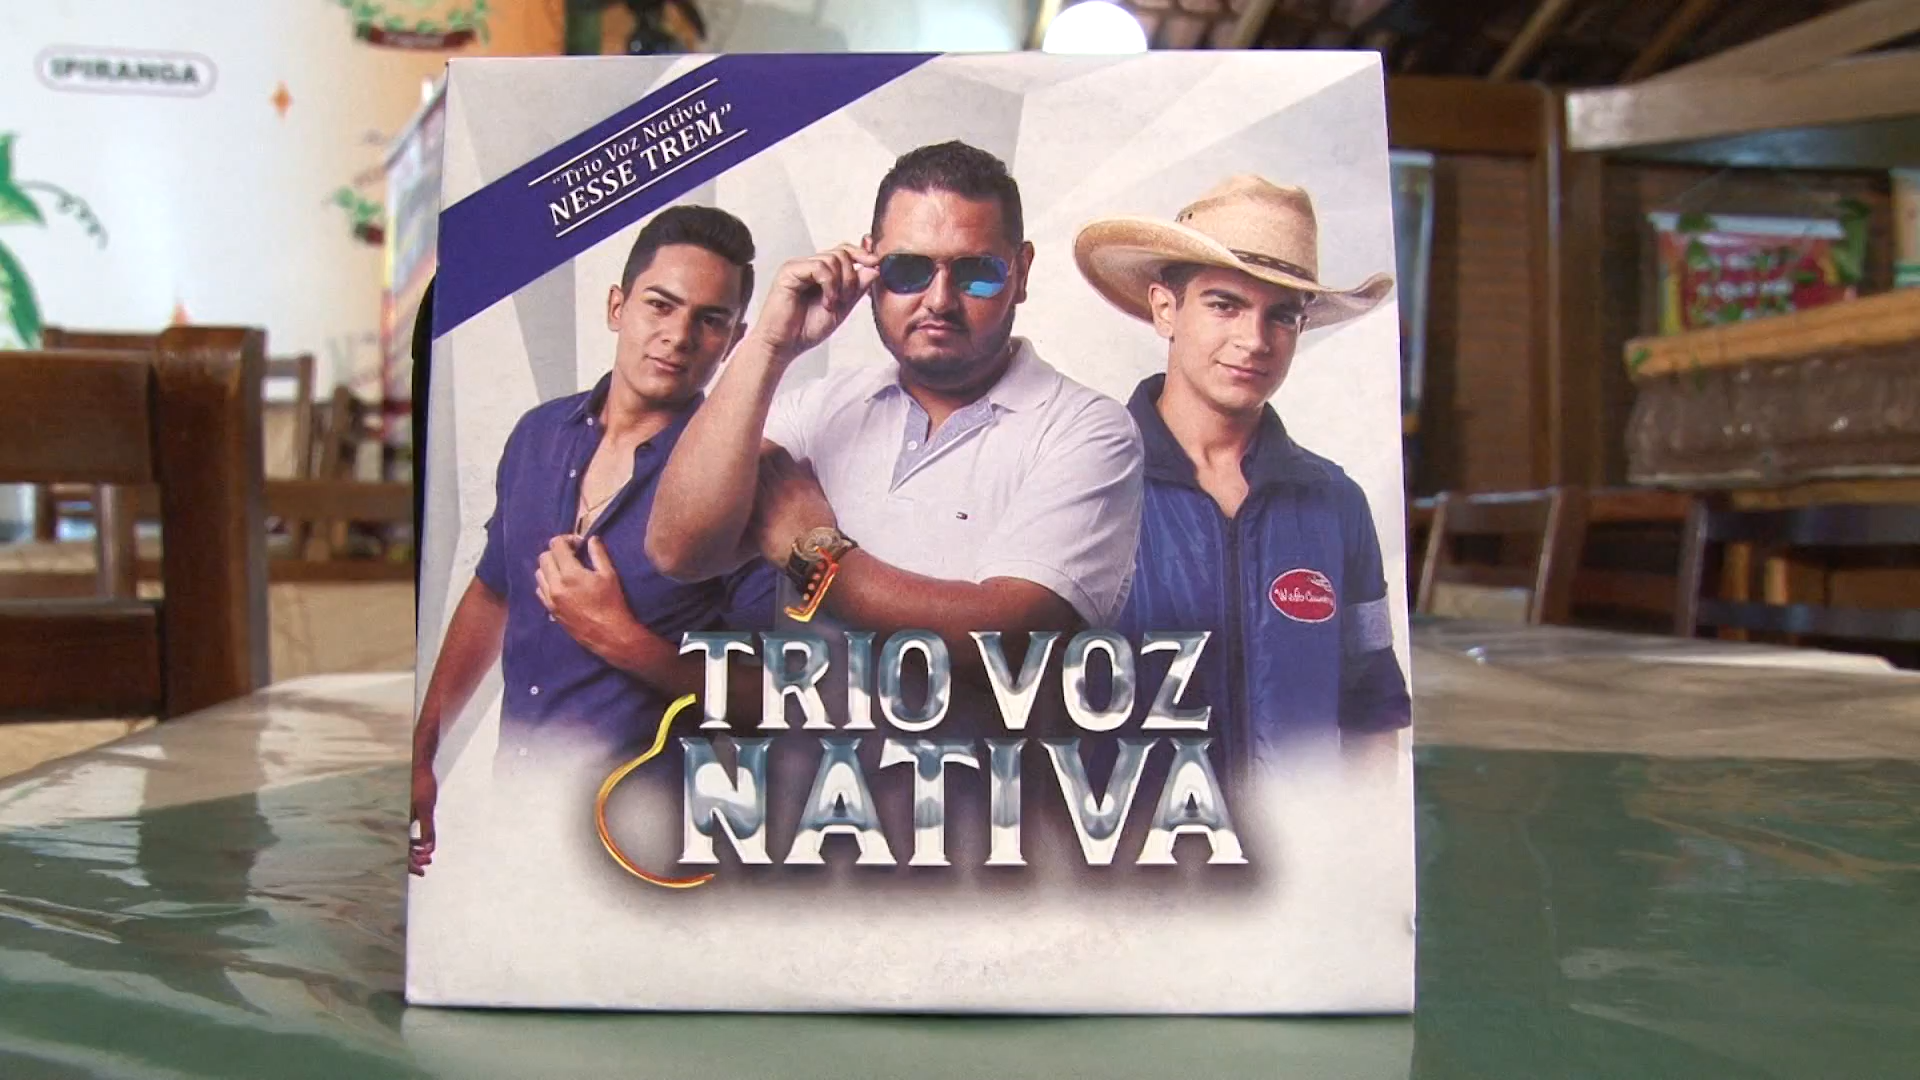 IPIRANGA
"Trio Voz Nativa
NESSE TREM"
TRIO VOZ
NATIVA